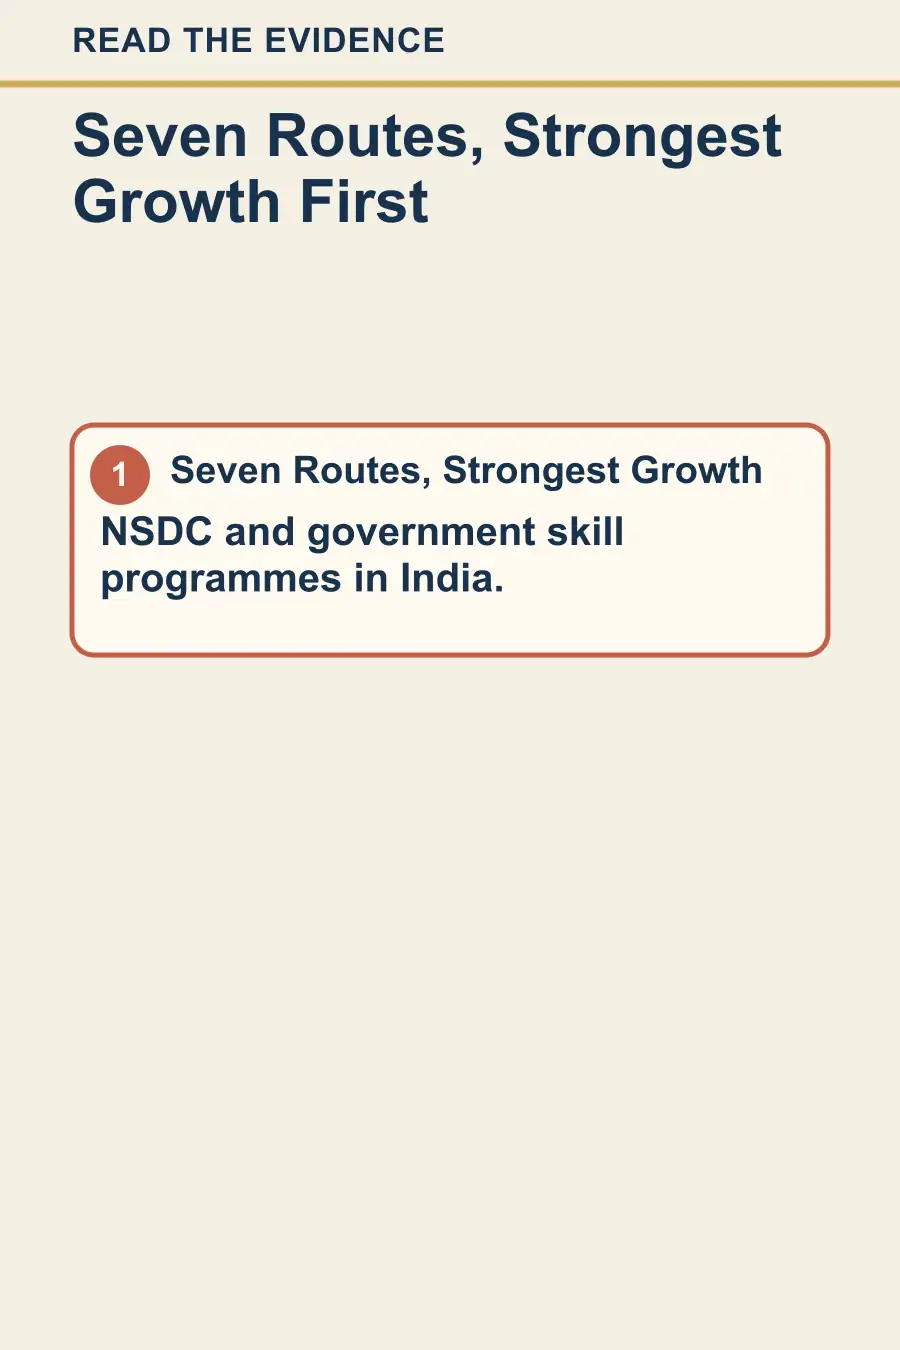 READ THE EVIDENCE
Seven Routes, Strongest
Growth First
1 Seven Routes, Strongest Growth
NSDC and government skill
programmes in India.